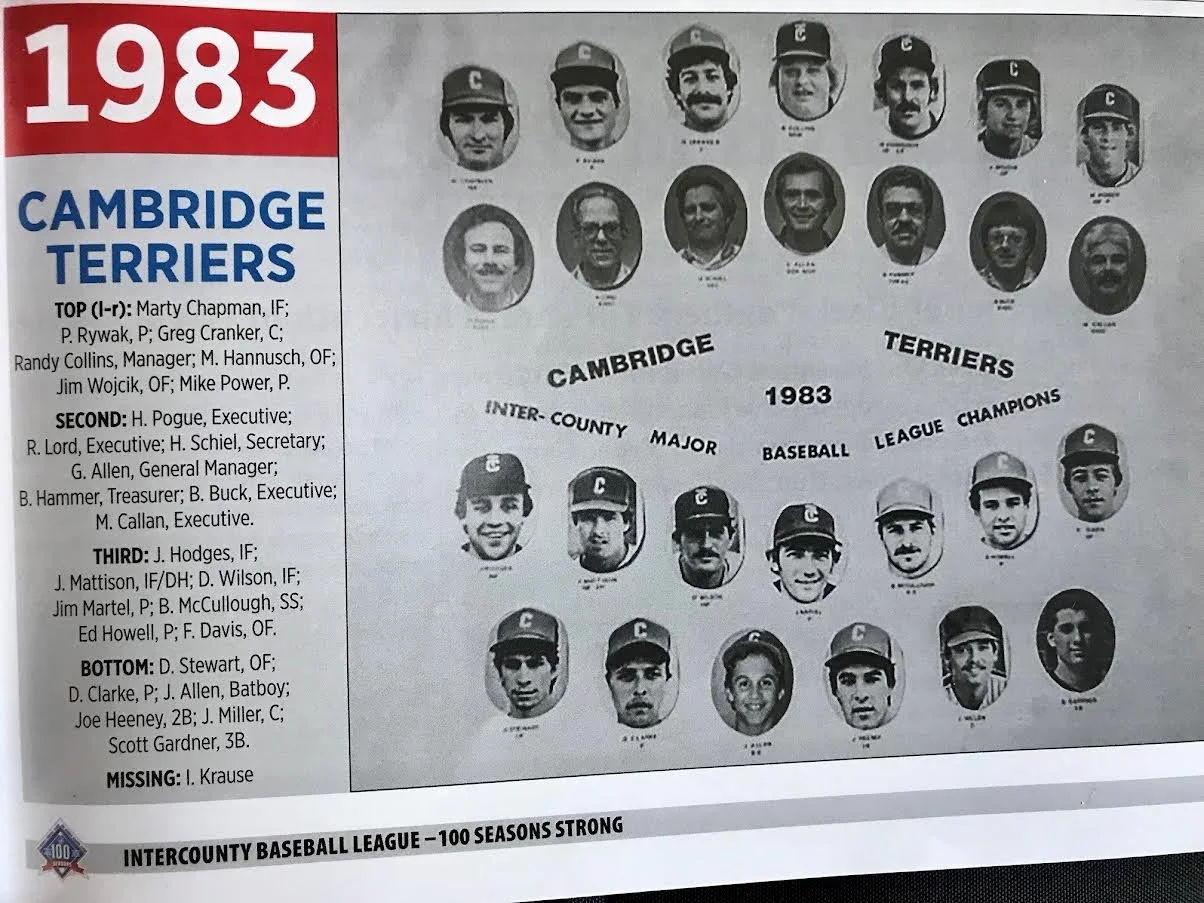 1983
CAMBRIDGE
TERRIERS
TOP (l-r): Marty Chapman, IF;
P. Rywak, P; Greg Cranker, C;
Randy Collins, Manager; M. Hannusch, OF;
Jim Wojcik, OF; Mike Power, P.
SECOND: H. Pogue, Executive;
R. Lord, Executive; H. Schiel, Secretary;
G. Allen, General Manager;
B. Hammer, Treasurer; B. Buck, Executive;
M. Callan, Executive.
THIRD: J. Hodges, IF;
J. Mattison, IF/DH; D. Wilson, IF;
Jim Martel, P; B. McCullough, SS;
Ed Howell, P; F. Davis, OF.
BOTTOM: D. Stewart, OF;
D. Clarke, P; J. Allen, Batboy;
Joe Heeney, 2B; J. Miller, C;
Scott Gardner, 3B.
MISSING: I. Krause
CAMBRIDGE TERRIERS
1983
INTER-COUNTY MAJOR BASEBALL LEAGUE CHAMPIONS
100
INTERCOUNTY BASEBALL LEAGUE – 100 SEASONS STRONG